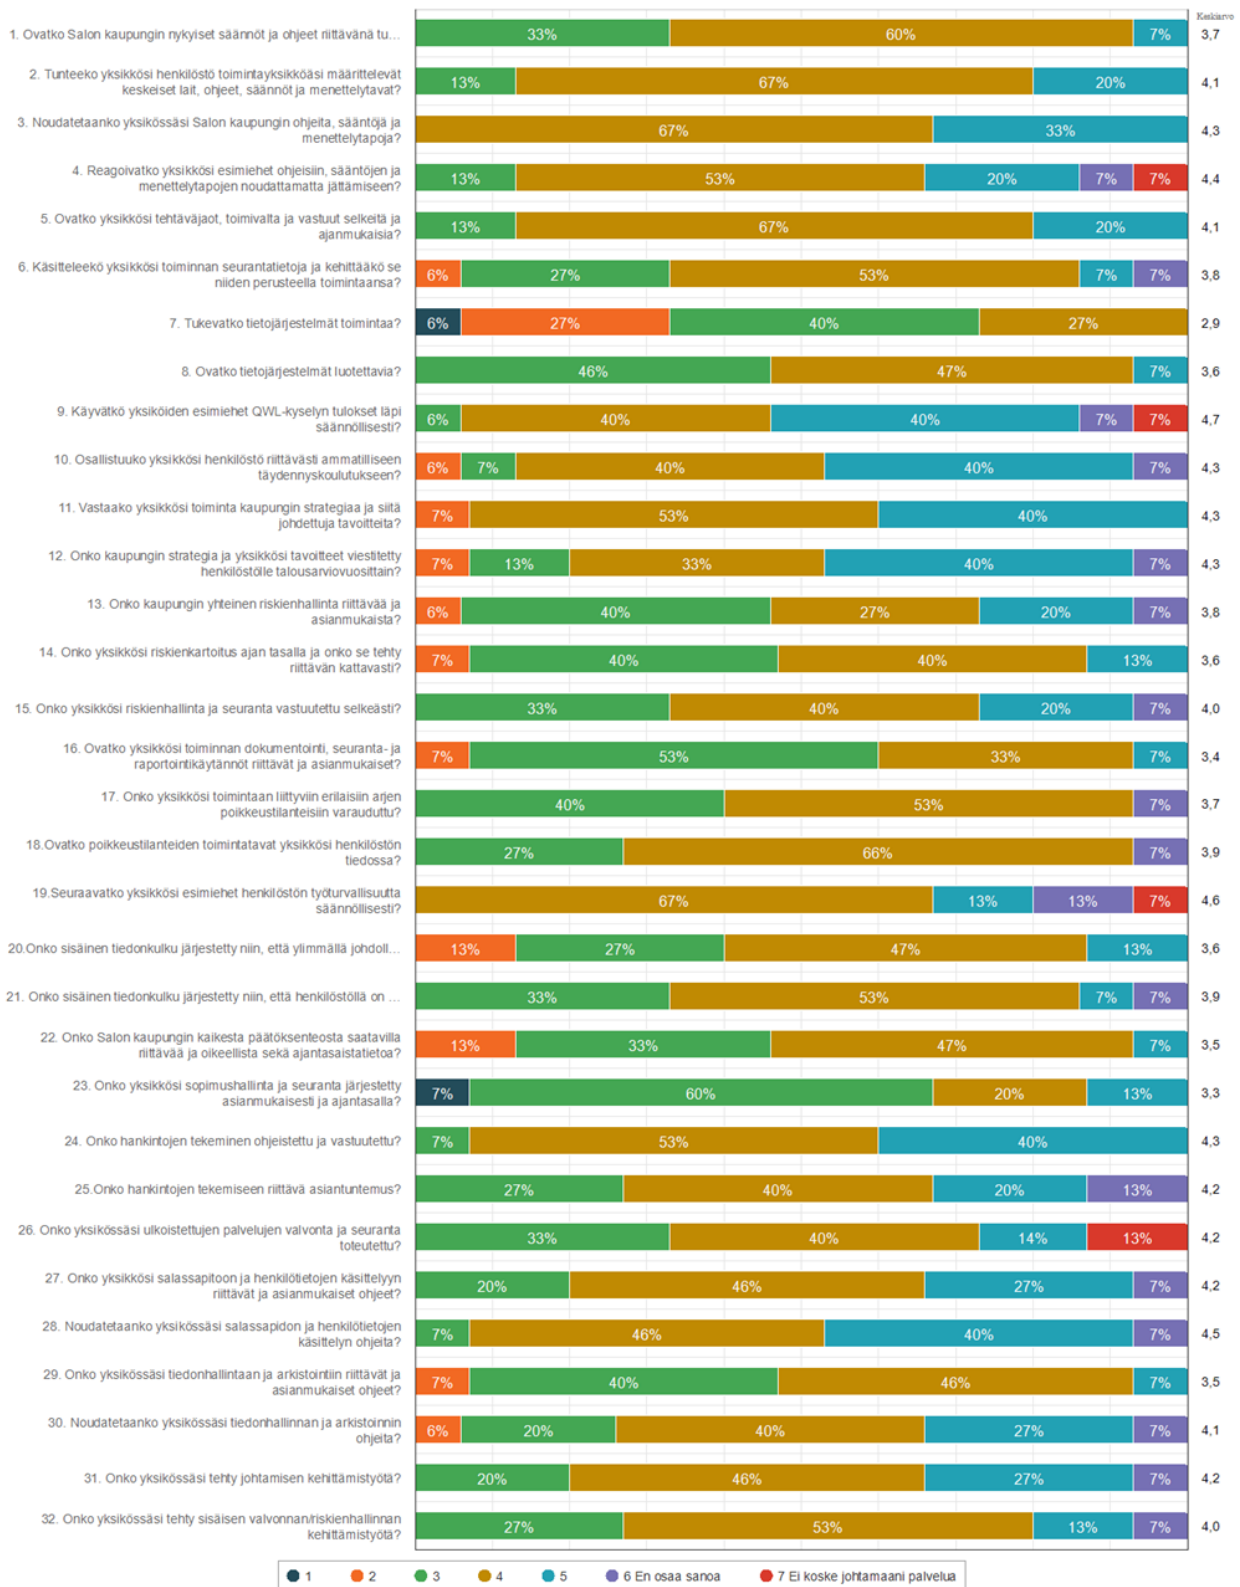 Keskiarvo
1. Ovatko Salon kaupungin nykyiset säännöt ja ohjeet riittävänä tu...
33% 60% 7% 3,7
2. Tunteeko yksikkösi henkilöstö toimintayksikköäsi määrittelevät
keskeiset lait, ohjeet, säännöt ja menettelytavat?
13% 67% 20% 4,1
3. Noudatetaanko yksikössäsi Salon kaupungin ohjeita, sääntöjä ja
menettelytapoja?
67% 33% 4,3
4. Reagoivatko yksikkösi esimiehet ohjeisiin, sääntöjen ja
menettelytapojen noudattamatta jättämiseen?
13% 53% 20% 7% 7% 4,4
5. Ovatko yksikkösi tehtäväjaot, toimivalta ja vastuut selkeitä ja
ajanmukaisia?
13% 67% 20% 4,1
6. Käsitteleekö yksikkösi toiminnan seurantatietoja ja kehittääkö se
niiden perusteella toimintaansa?
6% 27% 53% 7% 7% 3,8
7. Tukevatko tietojärjestelmät toimintaa?
6% 27% 40% 27% 2,9
8. Ovatko tietojärjestelmät luotettavia?
46% 47% 7% 3,6
9. Käyvätkö yksiköiden esimiehet QWL-kyselyn tulokset läpi
säännöllisesti?
6% 40% 40% 7% 7% 4,7
10. Osallistuuko yksikkösi henkilöstö riittävästi ammatilliseen
täydennyskoulutukseen?
6% 7% 40% 40% 7% 4,3
11. Vastaako yksikkösi toiminta kaupungin strategiaa ja siitä
johdettuja tavoitteita?
7% 53% 40% 4,3
12. Onko kaupungin strategia ja yksikkösi tavoitteet viestitetty
henkilöstölle talousarviovuosittain?
7% 13% 33% 40% 7% 4,3
13. Onko kaupungin yhteinen riskienhallinta riittävää ja
asianmukaista?
6% 40% 27% 20% 7% 3,8
14. Onko yksikkösi riskienkartoitus ajan tasalla ja onko se tehty
riittävän kattavasti?
7% 40% 40% 13% 3,6
15. Onko yksikkösi riskienhallinta ja seuranta vastuutettu selkeästi?
33% 40% 20% 7% 4,0
16. Ovatko yksikkösi toiminnan dokumentointi, seuranta- ja
raportointikäytännöt riittävät ja asianmukaiset?
7% 53% 33% 7% 3,4
17. Onko yksikkösi toimintaan liittyviin erilaisiin arjen
poikkeustilanteisiin varauduttu?
40% 53% 7% 3,7
18.Ovatko poikkeustilanteiden toimintatavat yksikkösi henkilöstön
tiedossa?
27% 66% 7% 3,9
19.Seuraavatko yksikkösi esimiehet henkilöstön työturvallisuutta
säännöllisesti?
67% 13% 13% 7% 4,6
20.Onko sisäinen tiedonkulku järjestetty niin, että ylimmällä johdoll...
13% 27% 47% 13% 3,6
21. Onko sisäinen tiedonkulku järjestetty niin, että henkilöstöllä on ...
33% 53% 7% 7% 3,9
22. Onko Salon kaupungin kaikesta päätöksenteosta saatavilla
riittävää ja oikeellista sekä ajantasaistatietoa?
13% 33% 47% 7% 3,5
23. Onko yksikkösi sopimushallinta ja seuranta järjestetty
asianmukaisesti ja ajantasalla?
7% 60% 20% 13% 3,3
24. Onko hankintojen tekeminen ohjeistettu ja vastuutettu?
7% 53% 40% 4,3
25.Onko hankintojen tekemiseen riittävä asiantuntemus?
27% 40% 20% 13% 4,2
26. Onko yksikössäsi ulkoistettujen palvelujen valvonta ja seuranta
toteutettu?
33% 40% 14% 13% 4,2
27. Onko yksikkösi salassapitoon ja henkilötietojen käsittelyyn
riittävät ja asianmukaiset ohjeet?
20% 46% 27% 7% 4,2
28. Noudatetaanko yksikössäsi salassapidon ja henkilötietojen
käsittelyn ohjeita?
7% 46% 40% 7% 4,5
29. Onko yksikössäsi tiedonhallintaan ja arkistointiin riittävät ja
asianmukaiset ohjeet?
7% 40% 46% 7% 3,5
30. Noudatetaanko yksikössäsi tiedonhallinnan ja arkistoinnin
ohjeita?
6% 20% 40% 27% 7% 4,1
31. Onko yksikössäsi tehty johtamisen kehittämistyötä?
20% 46% 27% 7% 4,2
32. Onko yksikössäsi tehty sisäisen valvonnan/riskienhallinnan
kehittämistyötä?
27% 53% 13% 7% 4,0
1 2 3 4 5 6 En osaa sanoa 7 Ei koske johtamaani palvelua